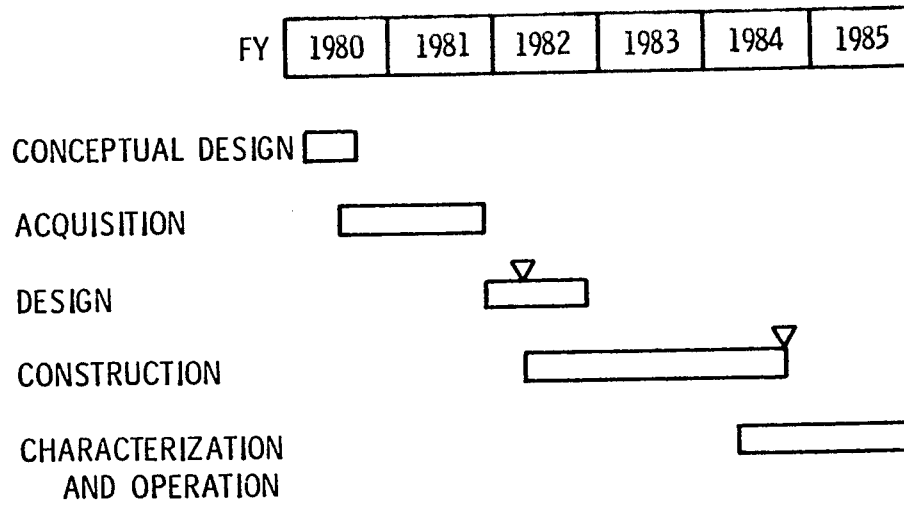 FY 1980 1981 1982 1983 1984 1985
CONCEPTUAL DESIGN
ACQUISITION
DESIGN
CONSTRUCTION
CHARACTERIZATION
AND OPERATION